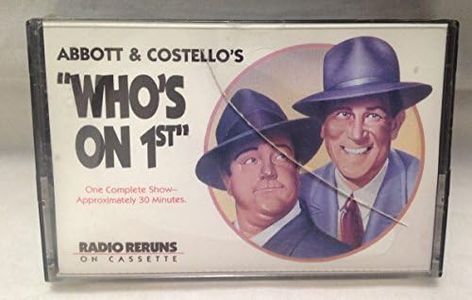 ABBOTT & COSTELLO'S
"WHO'S
ON 1ST"
One Complete Show—
Approximately 30 Minutes.
RADIO RERUNS
ON CASSETTE